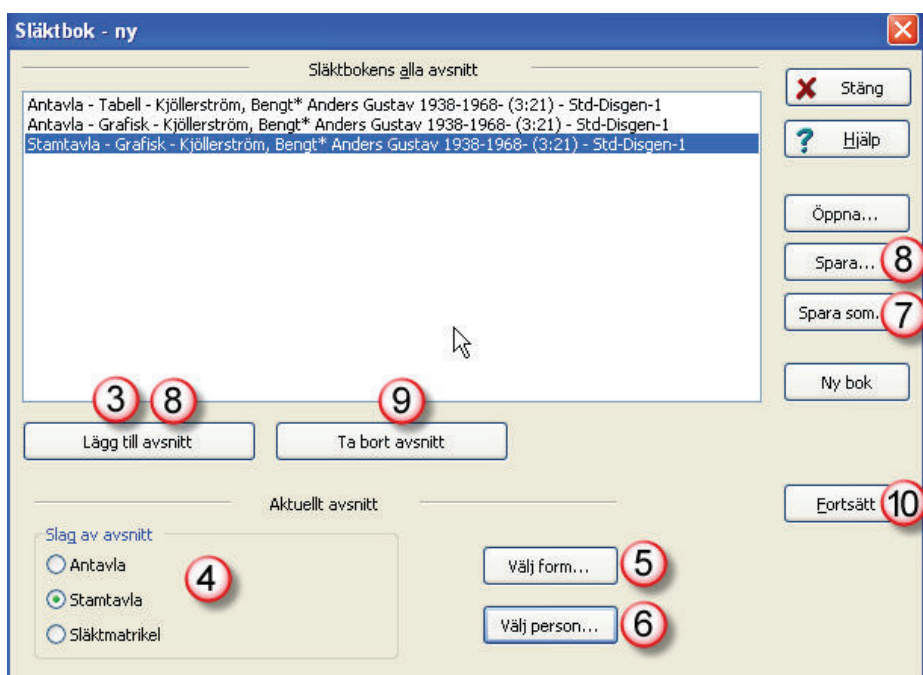 Släktbok - ny
Släktbokens alla avsnitt
Antavla - Tabell - Kjöllerström, Bengt* Anders Gustav 1938-1968- (3:21) - Std-Disgen-1
Antavla - Grafisk - Kjöllerström, Bengt* Anders Gustav 1938-1968- (3:21) - Std-Disgen-1
Stamtavla - Grafisk - Kjöllerström, Bengt* Anders Gustav 1938-1968- (3:21) - Std-Disgen-1
Stäng
? Hjälp
Öppna...
Spara... 8
Spara som. 7
Ny bok
3 8
Lägg till avsnitt
9
Ta bort avsnitt
Fortsätt 10
Aktuellt avsnitt
Slag av avsnitt
Antavla
Stamtavla
Släktmatrikel
4
Välj form... 5
Välj person... 6